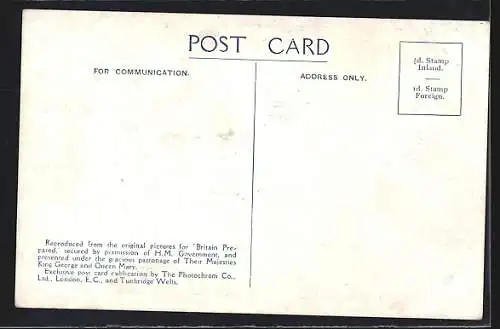 POST CARD
FOR COMMUNICATION.
ADDRESS ONLY.
½d. Stamp
Inland.
1d. Stamp
Foreign.
Reproduced from the original pictures for "Britain Pre-
pared," secured by permission of H.M. Government, and
presented under the gracious patronage of Their Majesties
King George and Queen Mary.
Exclusive post card publication by The Photochrom Co.,
Ltd., London, E.C., and Tunbridge Wells.